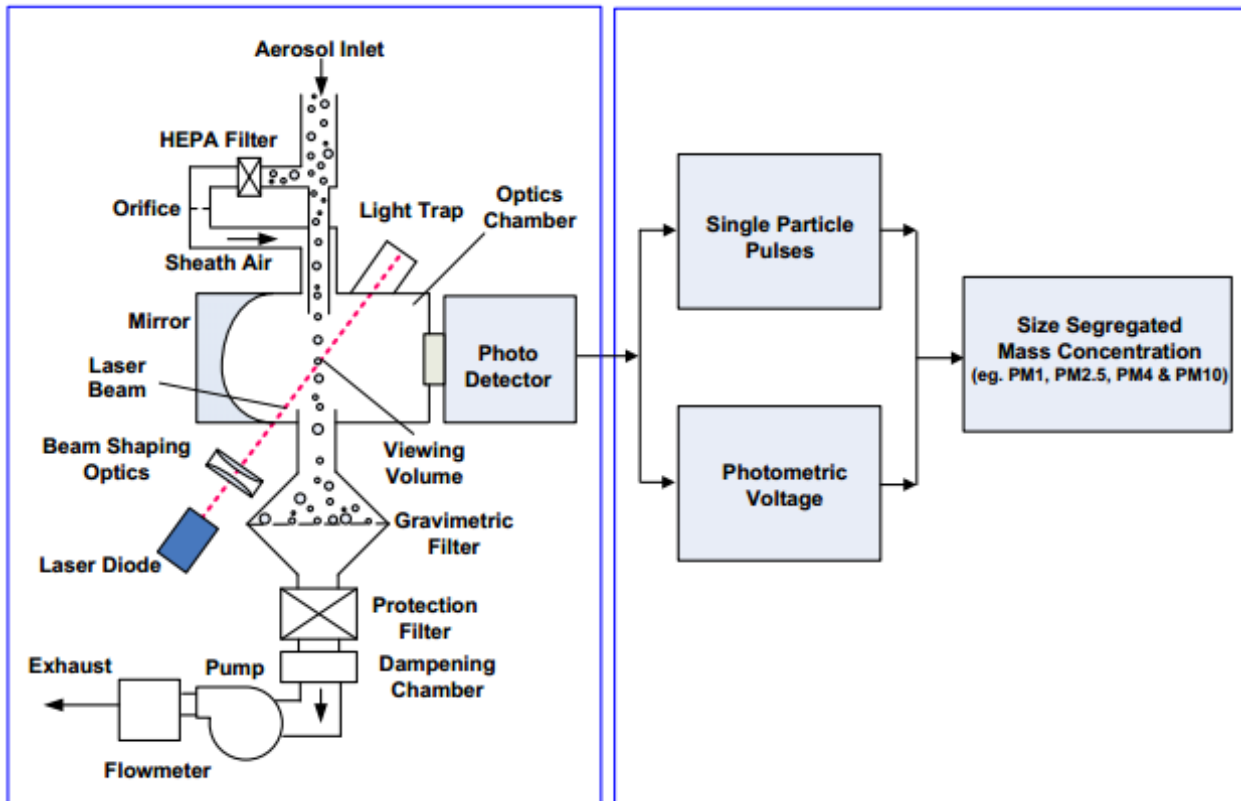 Aerosol Inlet
HEPA Filter
Orifice
Light Trap
Optics
Chamber
Sheath Air
Mirror
Laser
Beam
Photo
Detector
Beam Shaping
Optics
Viewing
Volume
Gravimetric
Filter
Laser Diode
Protection
Filter
Exhaust
Pump
Dampening
Chamber
Flowmeter
Single Particle
Pulses
Photometric
Voltage
Size Segregated
Mass Concentration
(eg. PM1, PM2.5, PM4 & PM10)